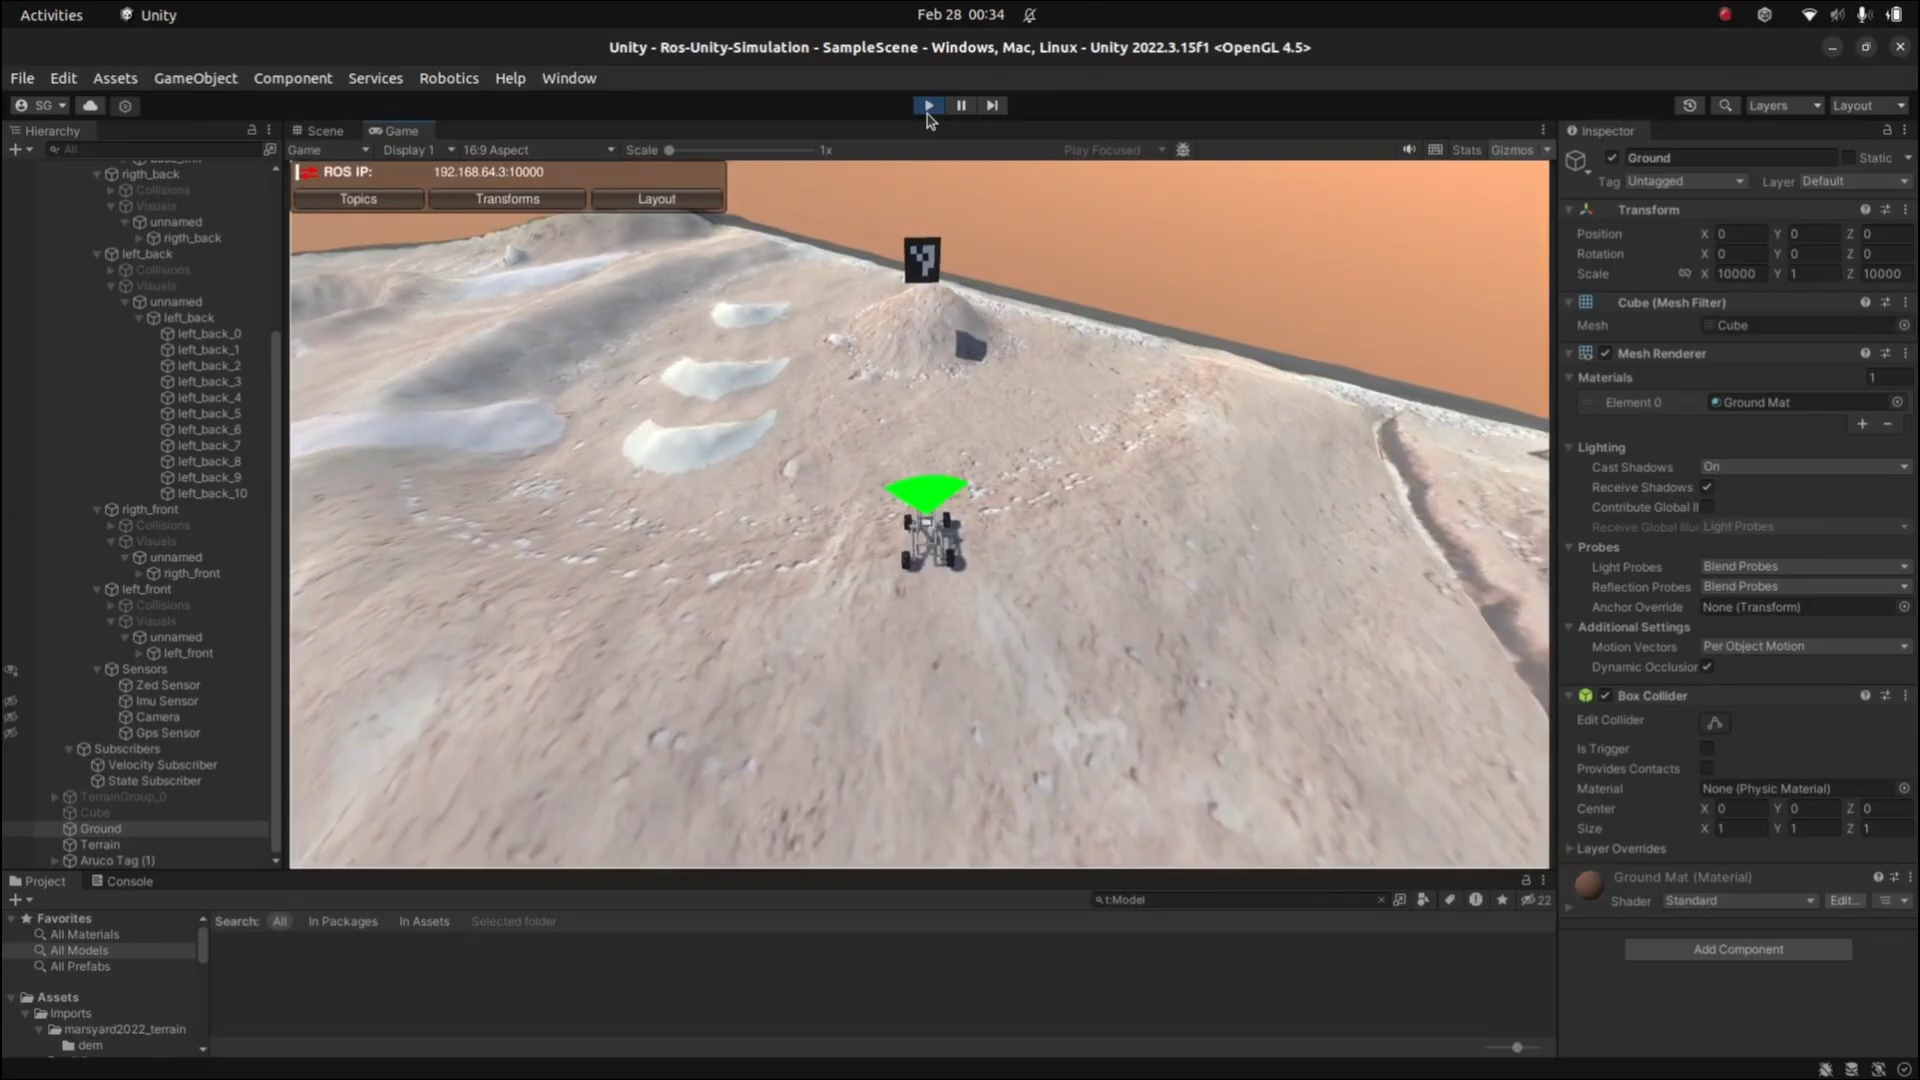 Activities Unity Feb 28 00:34
Unity - Ros-Unity-Simulation - SampleScene - Windows, Mac, Linux - Unity 2022.3.15f1 <OpenGL 4.5>
File Edit Assets GameObject Component Services Robotics Help Window
SG Layers Layout
Hierarchy
All
rigth_back
Collisions
Visuals
unnamed
rigth_back
left_back
Collisions
Visuals
unnamed
left_back
left_back_0
left_back_1
left_back_2
left_back_3
left_back_4
left_back_5
left_back_6
left_back_7
left_back_8
left_back_9
left_back_10
rigth_front
Collisions
Visuals
unnamed
rigth_front
left_front
Collisions
Visuals
unnamed
left_front
Sensors
Zed Sensor
Imu Sensor
Camera
Gps Sensor
Subscribers
Velocity Subscriber
State Subscriber
TerrainGroup_0
Cube
Ground
Terrain
Aruco Tag (1)
Scene Game
Game Display 1 16:9 Aspect Scale 1x Play Focused Stats Gizmos
ROS IP: 192.168.64.3:10000
Topics Transforms Layout
Inspector
Ground Static
Tag Untagged Layer Default
Transform
Position X 0 Y 0 Z 0
Rotation X 0 Y 0 Z 0
Scale X 10000 Y 1 Z 10000
Cube (Mesh Filter)
Mesh Cube
Mesh Renderer
Materials 1
Element 0 Ground Mat
Lighting
Cast Shadows On
Receive Shadows
Contribute Global Il
Receive Global Illu Light Probes
Probes
Light Probes Blend Probes
Reflection Probes Blend Probes
Anchor Override None (Transform)
Additional Settings
Motion Vectors Per Object Motion
Dynamic Occlusion
Box Collider
Edit Collider
Is Trigger
Provides Contacts
Material None (Physic Material)
Center X 0 Y 0 Z 0
Size X 1 Y 1 Z 1
Layer Overrides
Ground Mat (Material)
Shader Standard Edit...
Add Component
Project Console
t:Model 22
Favorites
All Materials
All Models
All Prefabs
Assets
Imports
marsyard2022_terrain
dem
Search: All In Packages In Assets Selected folder